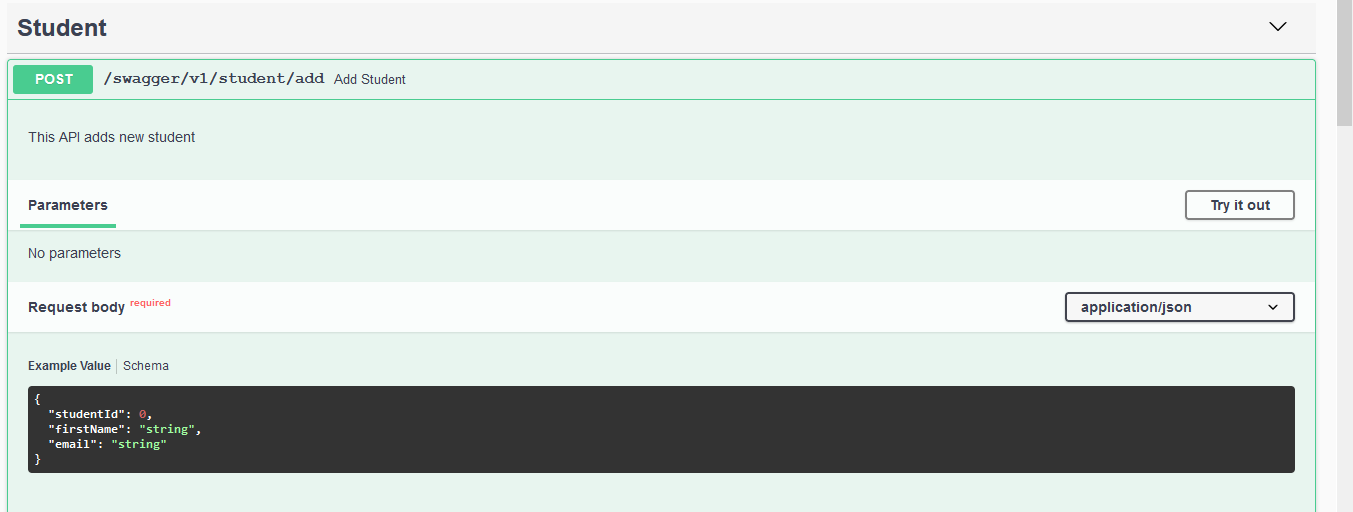 Student
POST /swagger/v1/student/add Add Student
This API adds new student
Parameters Try it out
No parameters
Request body required application/json
Example Value Schema
{
"studentId": 0,
"firstName": "string",
"email": "string"
}